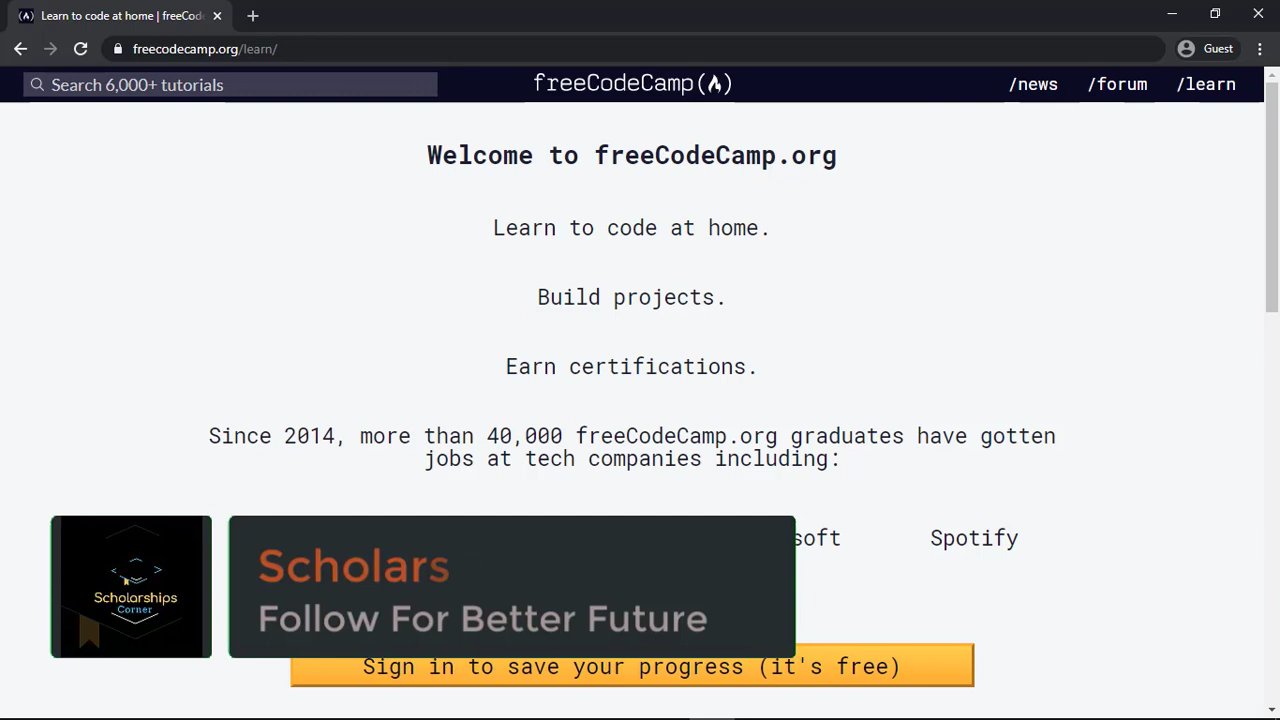 Learn to code at home | freeCod
freecodecamp.org/learn/
Guest
Search 6,000+ tutorials
freeCodeCamp(🔥)
/news
/forum
/learn
Welcome to freeCodeCamp.org
Learn to code at home.
Build projects.
Earn certifications.
Since 2014, more than 40,000 freeCodeCamp.org graduates have gotten
jobs at tech companies including:
soft
Spotify
Scholarships
Corner
Scholars
Follow For Better Future
Sign in to save your progress (it's free)